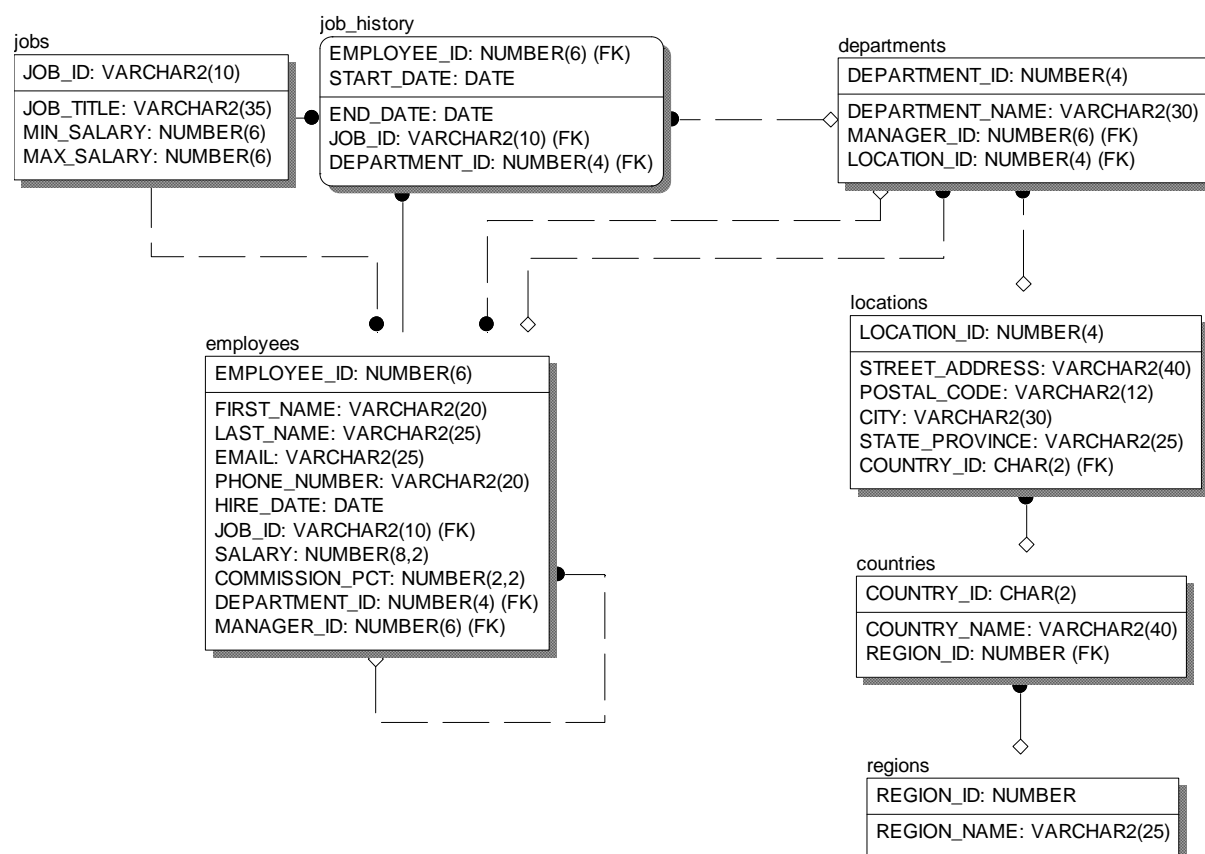 jobs
JOB_ID: VARCHAR2(10)
JOB_TITLE: VARCHAR2(35)
MIN_SALARY: NUMBER(6)
MAX_SALARY: NUMBER(6)
job_history
EMPLOYEE_ID: NUMBER(6) (FK)
START_DATE: DATE
END_DATE: DATE
JOB_ID: VARCHAR2(10) (FK)
DEPARTMENT_ID: NUMBER(4) (FK)
departments
DEPARTMENT_ID: NUMBER(4)
DEPARTMENT_NAME: VARCHAR2(30)
MANAGER_ID: NUMBER(6) (FK)
LOCATION_ID: NUMBER(4) (FK)
employees
EMPLOYEE_ID: NUMBER(6)
FIRST_NAME: VARCHAR2(20)
LAST_NAME: VARCHAR2(25)
EMAIL: VARCHAR2(25)
PHONE_NUMBER: VARCHAR2(20)
HIRE_DATE: DATE
JOB_ID: VARCHAR2(10) (FK)
SALARY: NUMBER(8,2)
COMMISSION_PCT: NUMBER(2,2)
DEPARTMENT_ID: NUMBER(4) (FK)
MANAGER_ID: NUMBER(6) (FK)
locations
LOCATION_ID: NUMBER(4)
STREET_ADDRESS: VARCHAR2(40)
POSTAL_CODE: VARCHAR2(12)
CITY: VARCHAR2(30)
STATE_PROVINCE: VARCHAR2(25)
COUNTRY_ID: CHAR(2) (FK)
countries
COUNTRY_ID: CHAR(2)
COUNTRY_NAME: VARCHAR2(40)
REGION_ID: NUMBER (FK)
regions
REGION_ID: NUMBER
REGION_NAME: VARCHAR2(25)